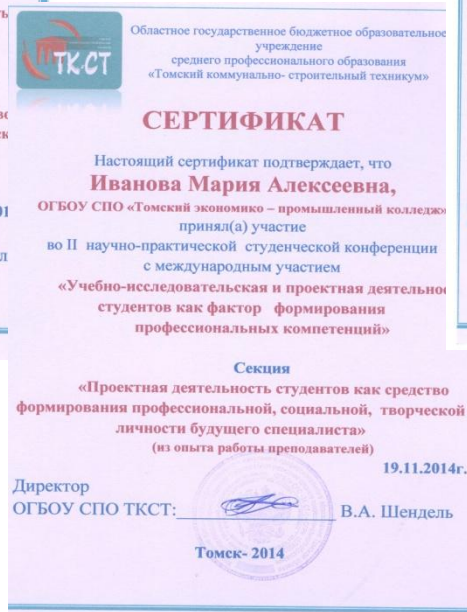 ТКСТ
Областное государственное бюджетное образовательное
учреждение
среднего профессионального образования
«Томский коммунально- строительный техникум»
СЕРТИФИКАТ
Настоящий сертификат подтверждает, что
Иванова Мария Алексеевна,
ОГБОУ СПО «Томский экономико – промышленный колледж»
принял(а) участие
во II научно-практической студенческой конференции
с международным участием
«Учебно-исследовательская и проектная деятельнос
студентов как фактор формирования
профессиональных компетенций»
Секция
«Проектная деятельность студентов как средство
формирования профессиональной, социальной, творческой
личности будущего специалиста»
(из опыта работы преподавателей)
19.11.2014г.
Директор
ОГБОУ СПО ТКСТ: В.А. Шендель
Томск- 2014